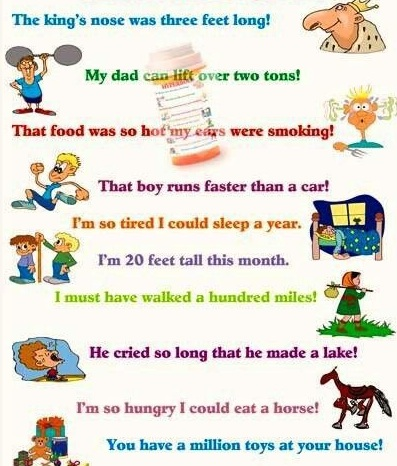 The king's nose was three feet long!
My dad can lift over two tons!
That food was so hot my ears were smoking!
That boy runs faster than a car!
I'm so tired I could sleep a year.
I'm 20 feet tall this month.
I must have walked a hundred miles!
He cried so long that he made a lake!
I'm so hungry I could eat a horse!
You have a million toys at your house!